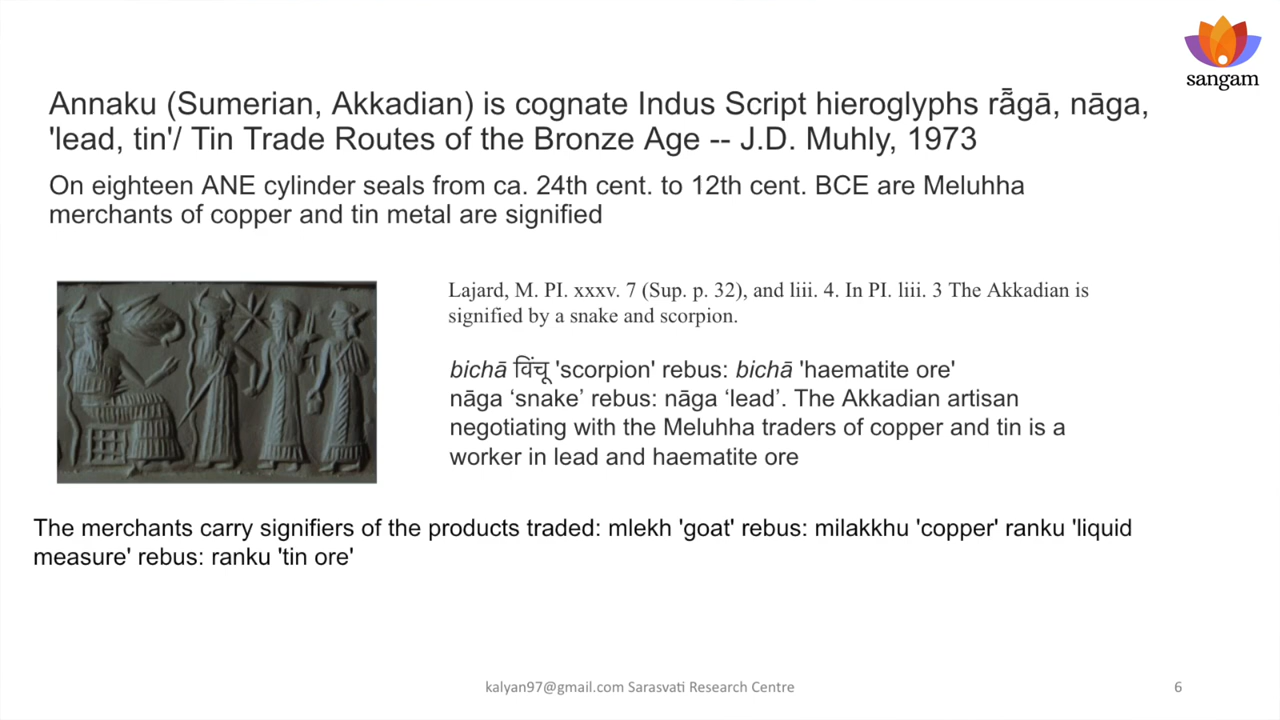 sangam
Annaku (Sumerian, Akkadian) is cognate Indus Script hieroglyphs rā̃gā, nāga,
'lead, tin'/ Tin Trade Routes of the Bronze Age -- J.D. Muhly, 1973
On eighteen ANE cylinder seals from ca. 24th cent. to 12th cent. BCE are Meluhha
merchants of copper and tin metal are signified
Lajard, M. PI. xxxv. 7 (Sup. p. 32), and liii. 4. In PI. liii. 3 The Akkadian is
signified by a snake and scorpion.
bichā विंचू 'scorpion' rebus: bichā 'haematite ore'
nāga ‘snake’ rebus: nāga ‘lead’. The Akkadian artisan
negotiating with the Meluhha traders of copper and tin is a
worker in lead and haematite ore
The merchants carry signifiers of the products traded: mlekh 'goat' rebus: milakkhu 'copper' ranku 'liquid
measure' rebus: ranku 'tin ore'
kalyan97@gmail.com Sarasvati Research Centre
6